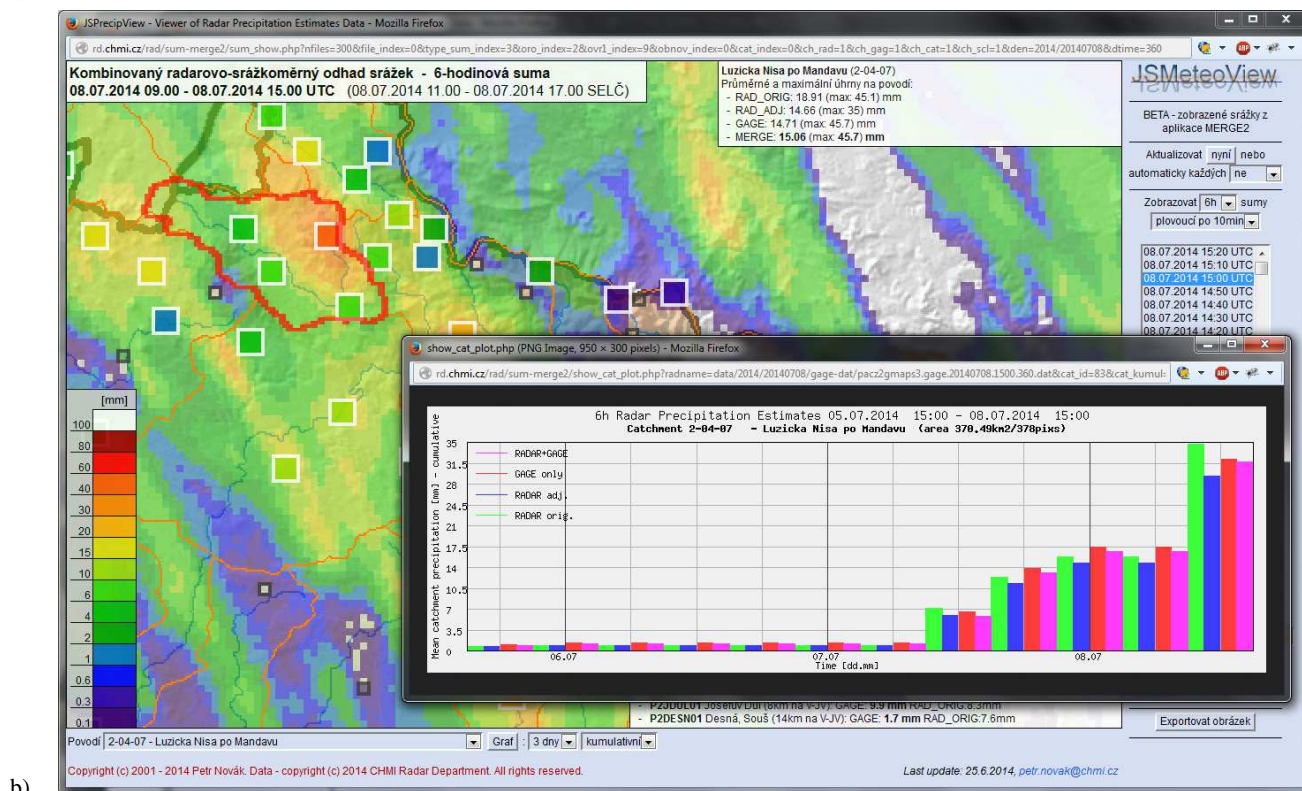 JSPrecipView - Viewer of Radar Precipitation Estimates Data - Mozilla Firefox
rd.chmi.cz/rad/sum-merge2/sum_show.php?nfiles=300&file_index=0&type_sum_index=3&oro_index=2&ovr1_index=9&obnov_index=0&cat_index=0&ch_rad=1&ch_gag=1&ch_cat=1&ch_scl=1&den=2014/20140708&dtime=360
Kombinovaný radarovo-srážkoměrný odhad srážek - 6-hodinová suma
08.07.2014 09.00 - 08.07.2014 15.00 UTC (08.07.2014 11.00 - 08.07.2014 17.00 SELČ)
Luzicka Nisa po Mandavu (2-04-07)
Průměrné a maximální úhrny na povodí:
- RAD_ORIG: 18.91 (max: 45.1) mm
- RAD_ADJ: 14.66 (max: 35) mm
- GAGE: 14.71 (max: 45.7) mm
- MERGE: 15.06 (max: 45.7) mm
JSMeteoView
BETA - zobrazené srážky z
aplikace MERGE2
Aktualizovat nyní nebo
automaticky každých ne
Zobrazovat 6h sumy
plovoucí po 10min
08.07.2014 15:20 UTC
08.07.2014 15:10 UTC
08.07.2014 15:00 UTC
08.07.2014 14:50 UTC
08.07.2014 14:40 UTC
08.07.2014 14:30 UTC
08.07.2014 14:20 UTC
show_cat_plot.php (PNG Image, 950 × 300 pixels) - Mozilla Firefox
rd.chmi.cz/rad/sum-merge2/show_cat_plot.php?radname=data/2014/20140708/gage-dat/pacz2gmaps3.gage.20140708.1500.360.dat&cat_id=83&cat_kumul=
6h Radar Precipitation Estimates 05.07.2014 15:00 - 08.07.2014 15:00
Catchment 2-04-07 - Luzicka Nisa po Mandavu (area 370.49km2/378pixs)
Mean catchment precipitation [mm] - cumulative
35
31.5
28
24.5
21
17.5
14
10.5
7
3.5
0
RADAR+GAGE
GAGE only
RADAR adj.
RADAR orig.
06.07
07.07
08.07
Time [dd.mm]
[mm]
100
80
60
40
30
20
15
10
6
4
2
1
0.6
0.3
0.1
- P2JDUL01 Josefův Důl (8km na V-JV): GAGE: 9.9 mm RAD_ORIG:8.3mm
- P2DESN01 Desná, Souš (14km na V-JV): GAGE: 1.7 mm RAD_ORIG:7.6mm
Exportovat obrázek
Povodí 2-04-07 - Luzicka Nisa po Mandavu Graf : 3 dny kumulativní
Copyright (c) 2001 - 2014 Petr Novák. Data - copyright (c) 2014 CHMI Radar Department. All rights reserved.
Last update: 25.6.2014, petr.novak@chmi.cz